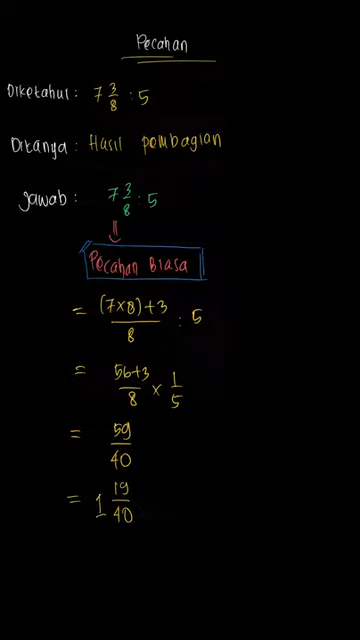 Pecahan
Diketahui : 7 3/8 : 5
Ditanya : Hasil pembagian
Jawab : 7 3/8 : 5
Pecahan Biasa
= (7×8)+3/8 : 5
= 56+3/8 × 1/5
= 59/40
= 1 19/40